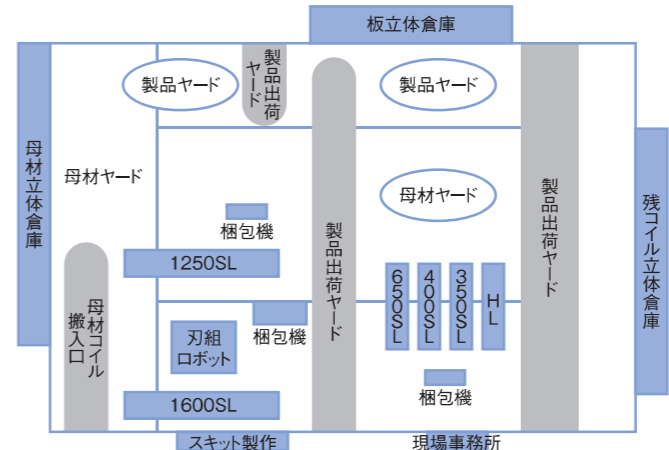 板立体倉庫
製品ヤード
製品出荷
ヤード
製品ヤード
母材立体倉庫
母材ヤード
母材ヤード
残コイル立体倉庫
梱包機
製品出荷ヤード
製品出荷ヤード
1250SL
母材コイル
搬入口
650SL
400SL
350SL
HL
刃組
ロボット
梱包機
梱包機
1600SL
スキット製作
現場事務所